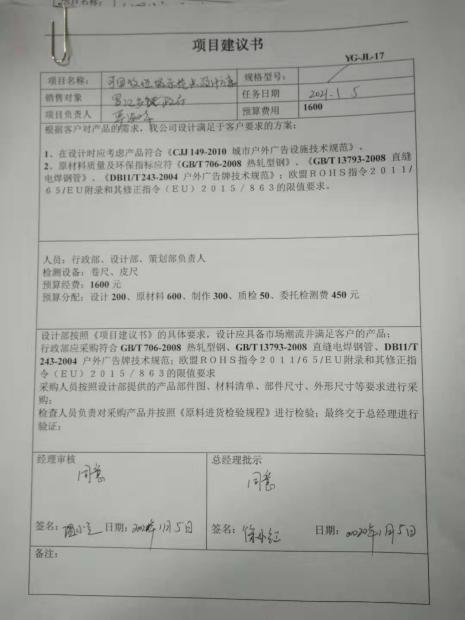 项目建议书
YG-JL-17
项目名称：
规格型号：
销售对象
任务日期
项目负责人
预算费用 1600
根据客户对产品的需求，我公司设计满足于客户要求的方案：
1、在设计时应考虑产品符合《CJJ 149-2010 城市户外广告设施技术规范》、
2、原材料质量及环保指标应符《GB/T 706-2008 热轧型钢》、《GB/T13793-2008 直缝
电焊钢管》、《DB11/T243-2004 户外广告牌技术规范》；欧盟ＲＯＨＳ指令２０１１/
６５/ＥＵ附录和其修正指令（ＥＵ）２０１５/８６３的限值要求。
人员：行政部、设计部、策划部负责人
检测设备：卷尺、皮尺
预算经费：1600 元
预算分配：设计 200、原材料 600、制作 300、质检 50、委托检测费 450 元
设计部按照《项目建议书》的具体要求，设计应具备市场潮流并满足客户的产品；
行政部应采购符合 GB/T706-2008 热轧型钢、GB/T13793-2008 直缝电焊钢管、DB11/T
243-2004 户外广告牌技术规范；欧盟ＲＯＨＳ指令２０１１/６５/ＥＵ附录和其修正指
令（ＥＵ）２０１５/８６３的限值要求
采购人员按照设计部提供的产品部件图、材料清单、部件尺寸、外形尺寸等要求进行采
购；
检查人员负责对采购产品并按照《原料进货检验规程》进行检验；最终交于总经理进行
验证；
经理审核
总经理批示
同意
同意
签名： 日期：
签名： 日期：2020年1月5日
备注：